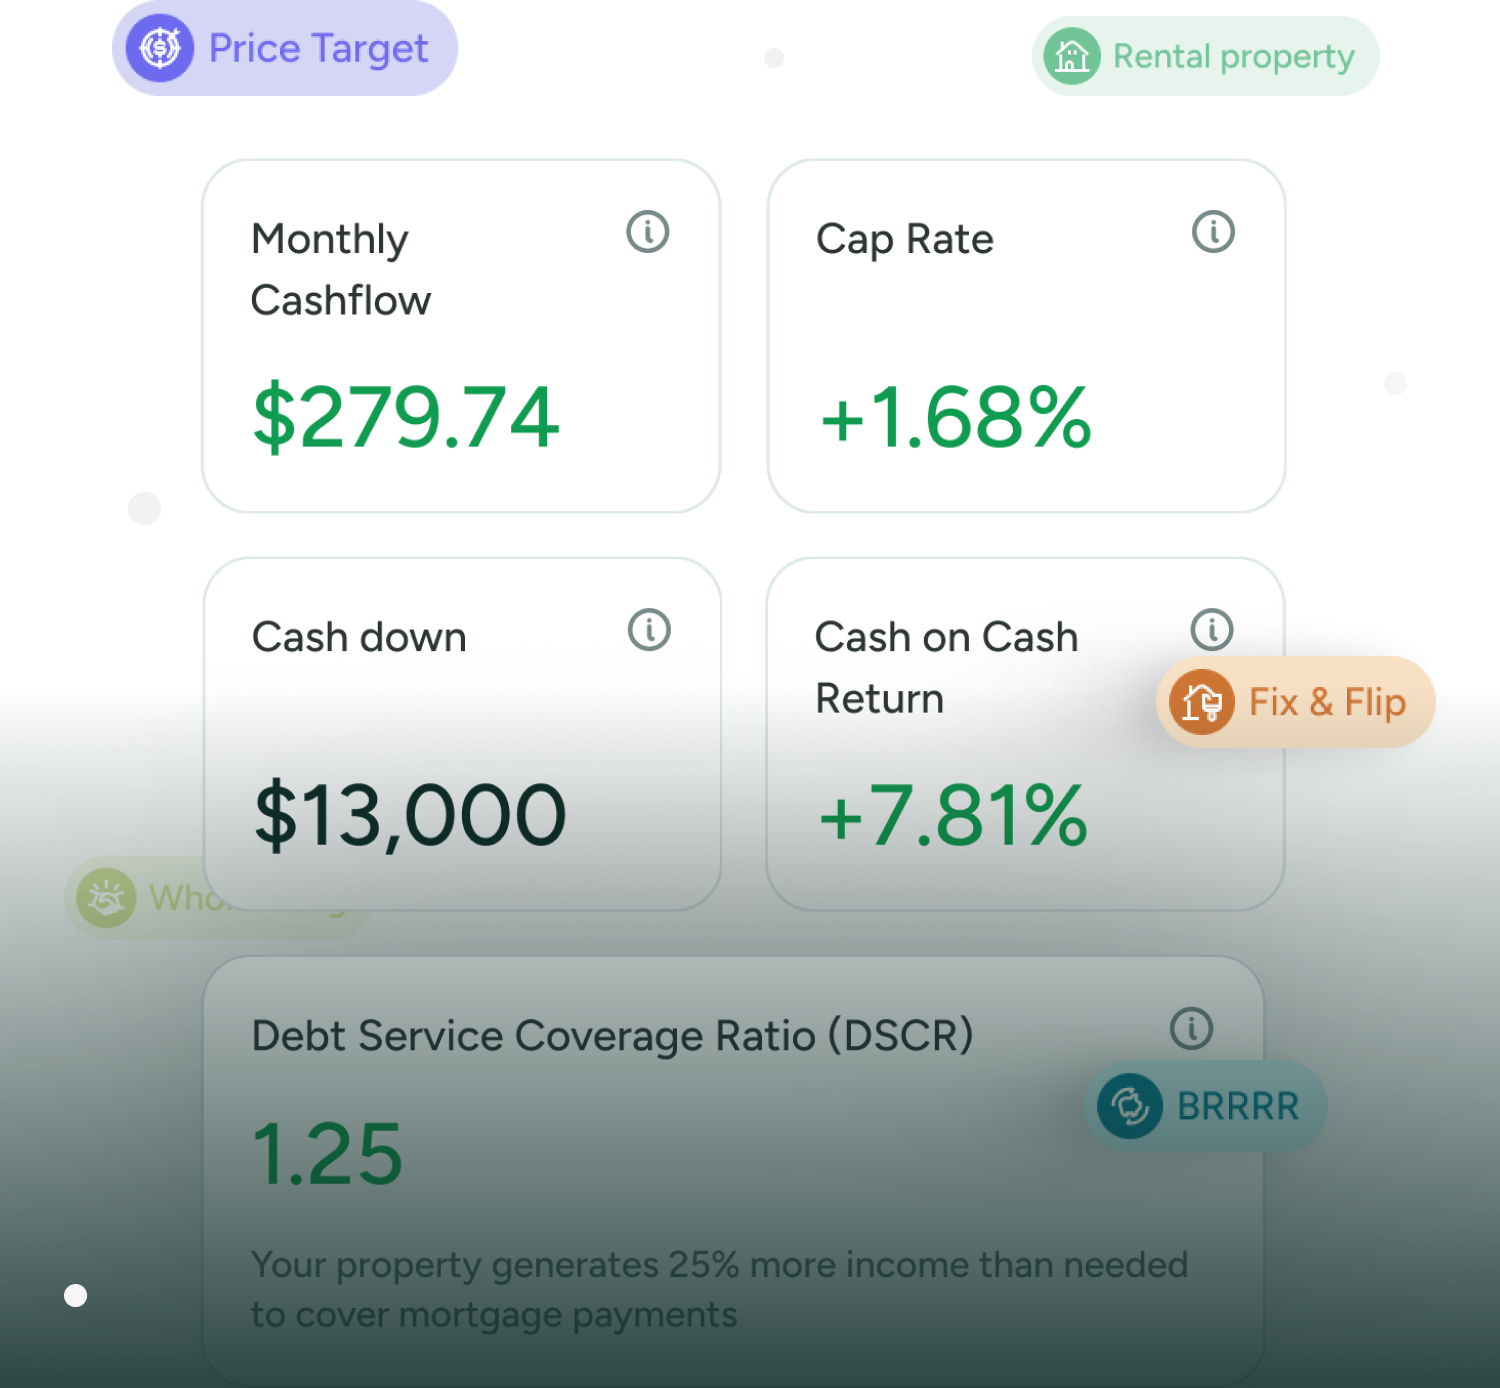 Price Target
Rental property
Monthly
Cashflow
$279.74
Cap Rate
+1.68%
Cash down
$13,000
Cash on Cash
Return
+7.81%
Fix & Flip
Debt Service Coverage Ratio (DSCR)
1.25
BRRRR
Your property generates 25% more income than needed
to cover mortgage payments